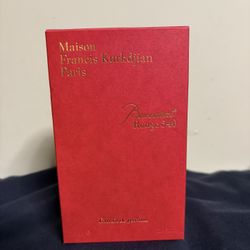 Maison
Francis Kurkdjian
Paris
Baccarat
Rouge 540